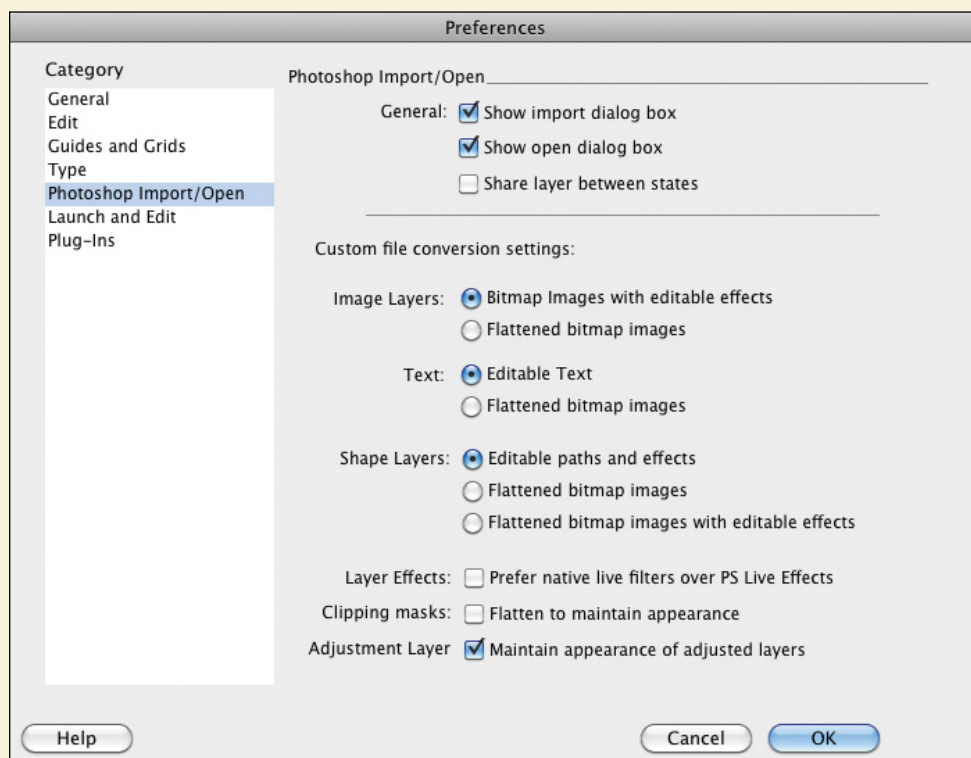 Preferences
Category
General
Edit
Guides and Grids
Type
Photoshop Import/Open
Launch and Edit
Plug-Ins
Photoshop Import/Open
General: Show import dialog box
Show open dialog box
Share layer between states
Custom file conversion settings:
Image Layers: Bitmap Images with editable effects
Flattened bitmap images
Text: Editable Text
Flattened bitmap images
Shape Layers: Editable paths and effects
Flattened bitmap images
Flattened bitmap images with editable effects
Layer Effects: Prefer native live filters over PS Live Effects
Clipping masks: Flatten to maintain appearance
Adjustment Layer Maintain appearance of adjusted layers
Help
Cancel
OK